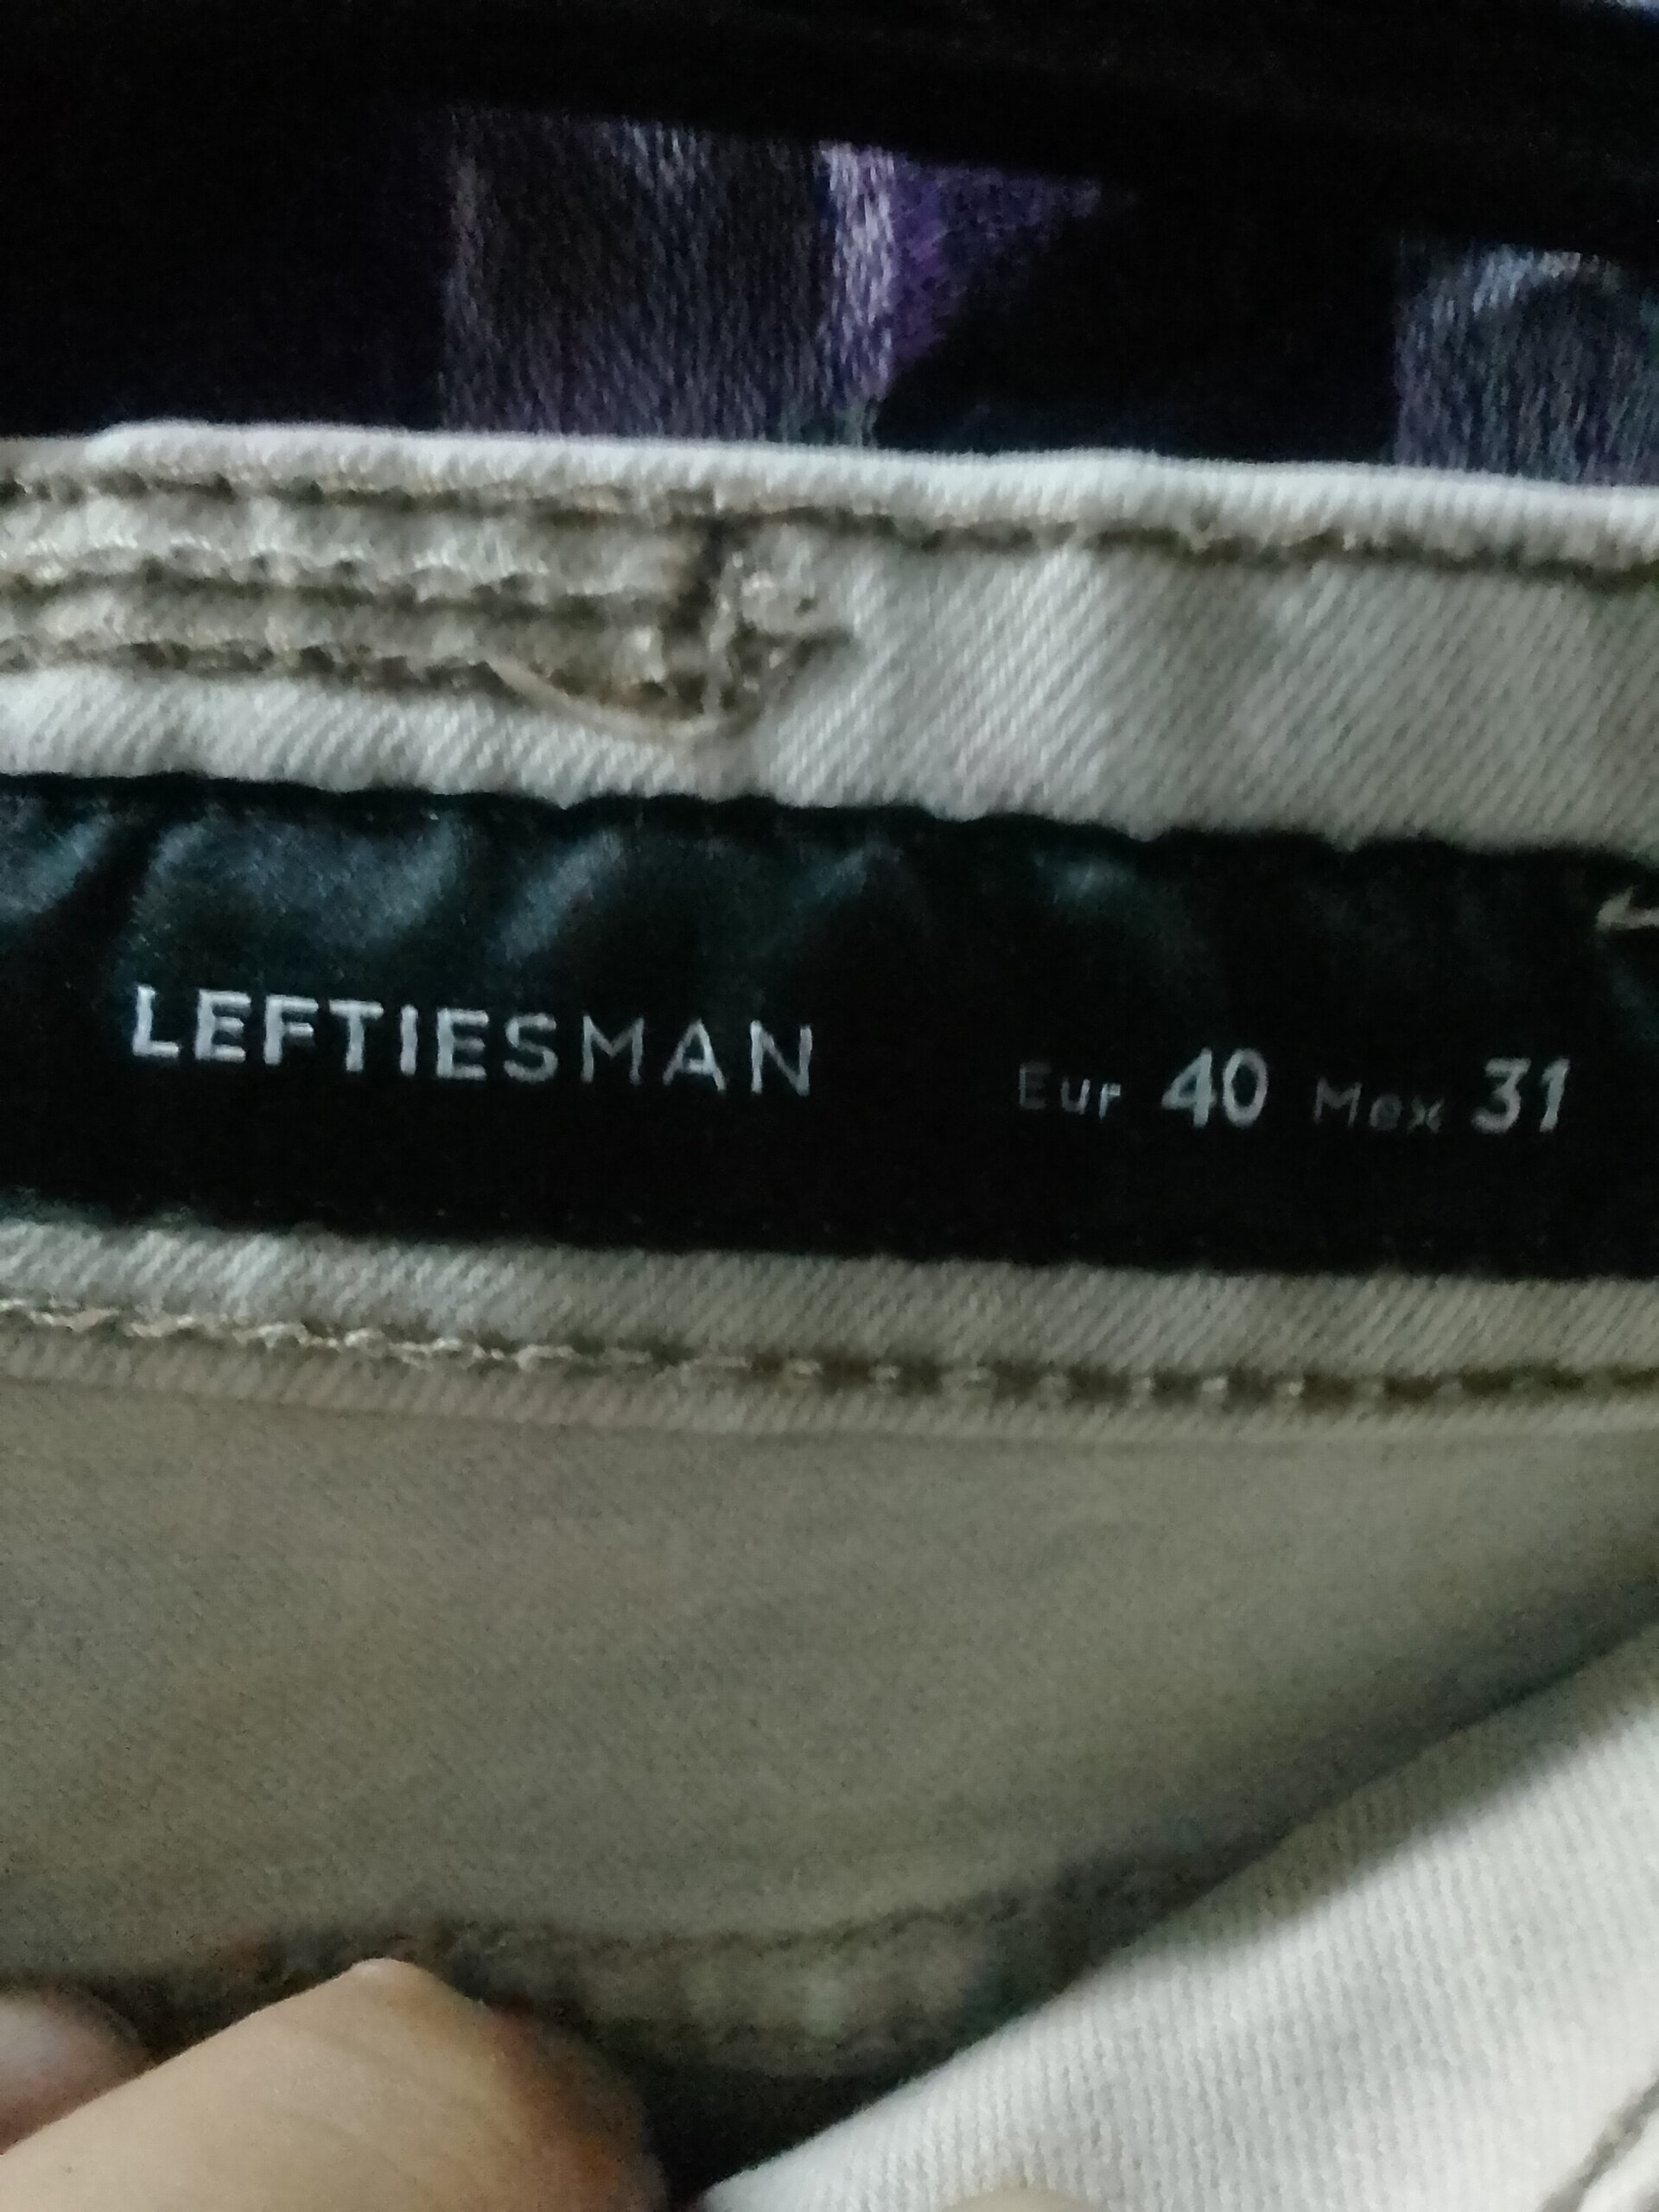 LEFTIESMAN Eur 40 Mex 31